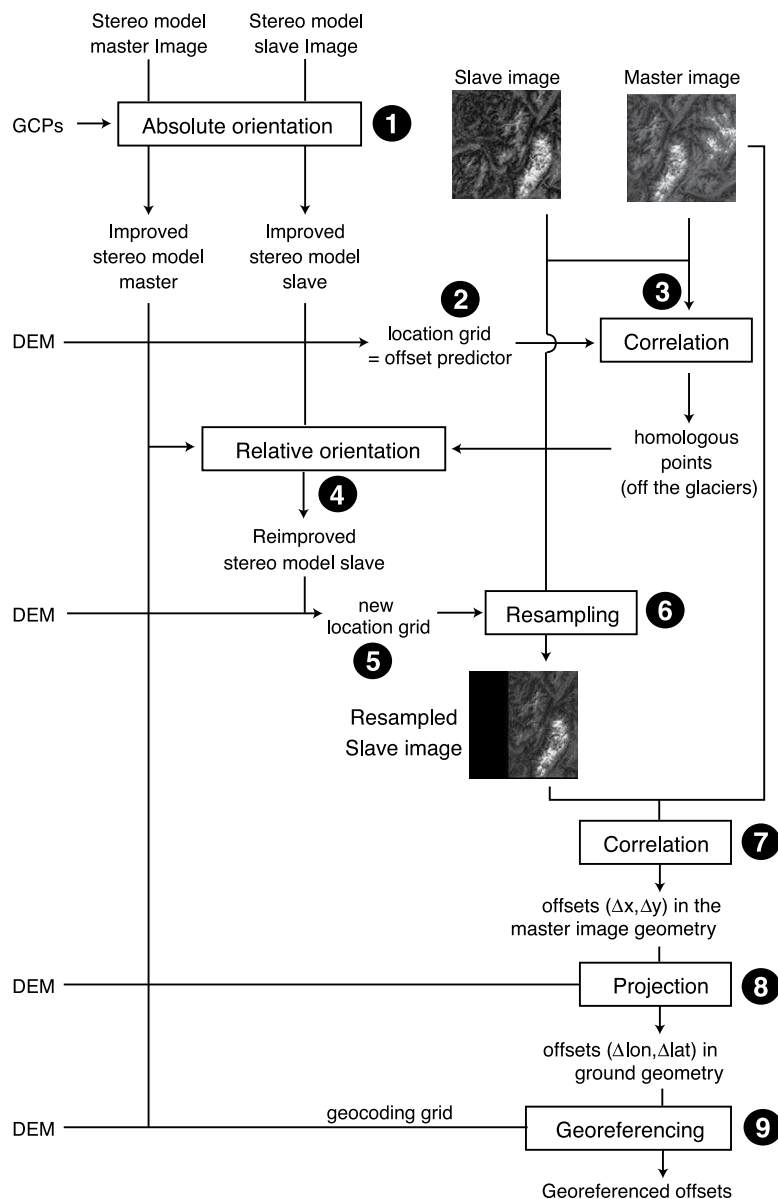 Stereo model
master Image
Stereo model
slave Image
Slave image
Master image
GCPs
Absolute orientation
1
Improved
stereo model
master
Improved
stereo model
slave
2
3
DEM
location grid
= offset predictor
Correlation
Relative orientation
homologous
points
(off the glaciers)
4
Reimproved
stereo model slave
DEM
new
location grid
5
Resampling
6
Resampled
Slave image
Correlation
7
offsets (Δx,Δy) in the
master image geometry
DEM
Projection
8
offsets (Δlon,Δlat) in
ground geometry
DEM
geocoding grid
Georeferencing
9
Georeferenced offsets